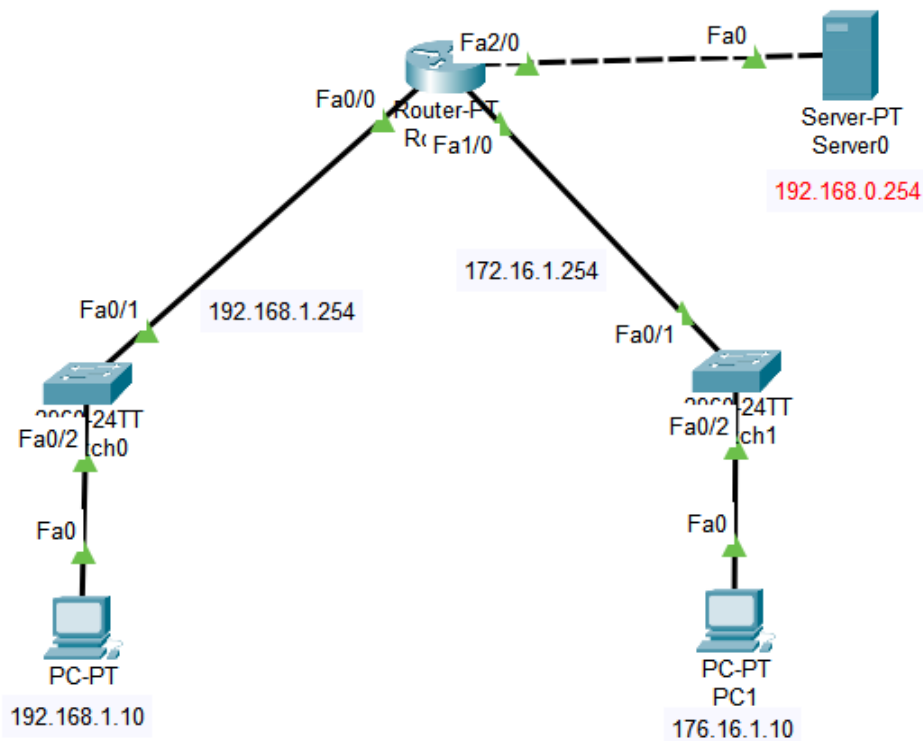 Fa2/0
Fa0
Fa0/0
Router-PT
Fa1/0
Server-PT
Server0
192.168.0.254
172.16.1.254
192.168.1.254
Fa0/1
Fa0/1
-24TT
Fa0/2
ch0
-24TT
Fa0/2
ch1
Fa0
Fa0
PC-PT
192.168.1.10
PC-PT
PC1
176.16.1.10